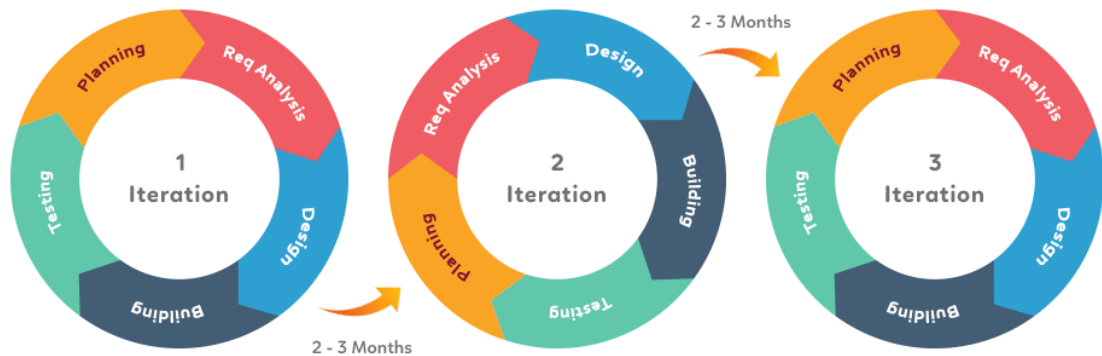 Planning
Req Analysis
Design
Building
Testing
1
Iteration
2 - 3 Months
Planning
Req Analysis
Design
Building
Testing
2
Iteration
2 - 3 Months
Planning
Req Analysis
Design
Building
Testing
3
Iteration